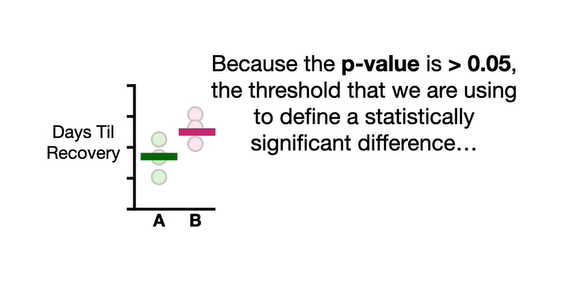 Because the p-value is > 0.05,
the threshold that we are using
to define a statistically
significant difference…
Days Til
Recovery
A
B